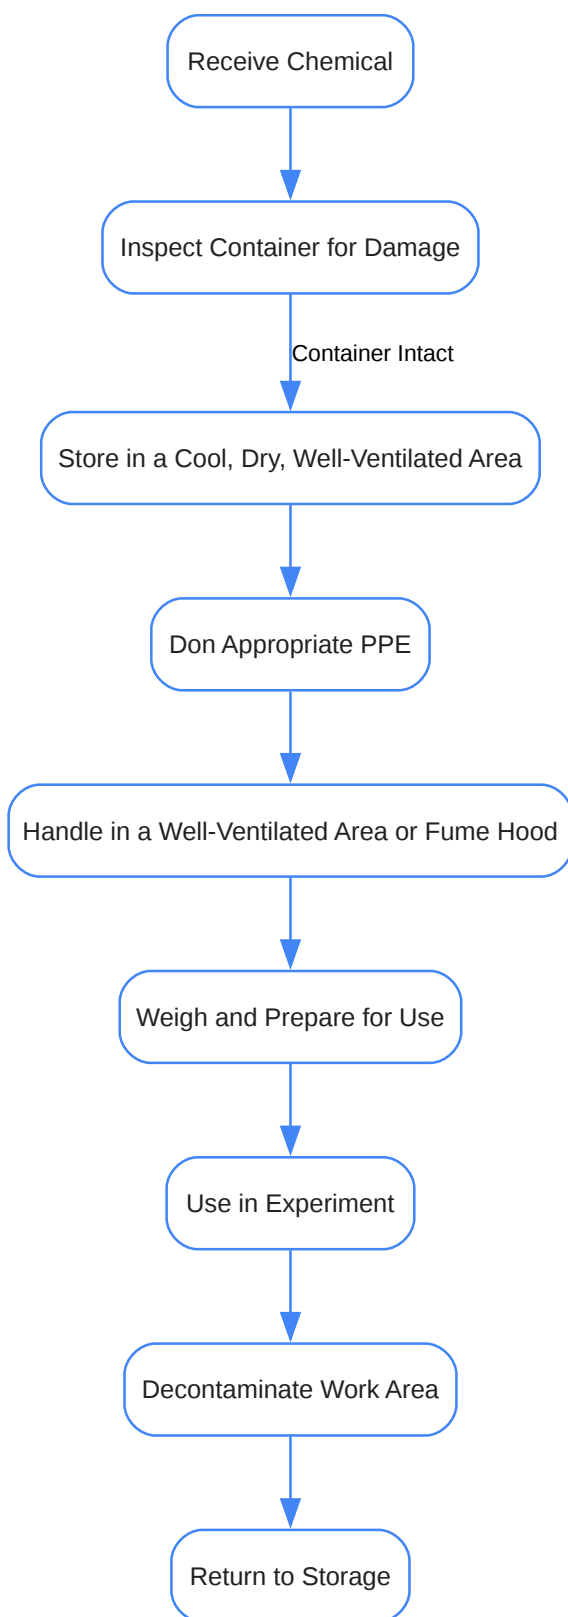 Receive Chemical
Inspect Container for Damage
Container Intact
Store in a Cool, Dry, Well-Ventilated Area
Don Appropriate PPE
Handle in a Well-Ventilated Area or Fume Hood
Weigh and Prepare for Use
Use in Experiment
Decontaminate Work Area
Return to Storage